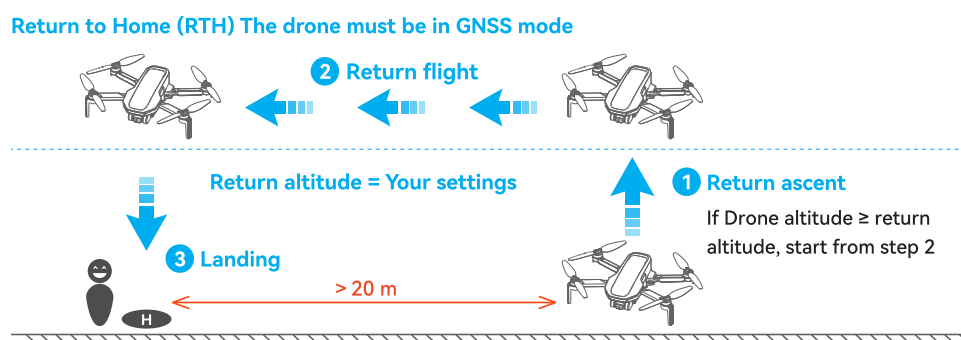 Return to Home (RTH) The drone must be in GNSS mode
2 Return flight
Return altitude = Your settings
1 Return ascent
If Drone altitude ≥ return
altitude, start from step 2
3 Landing
> 20 m
H